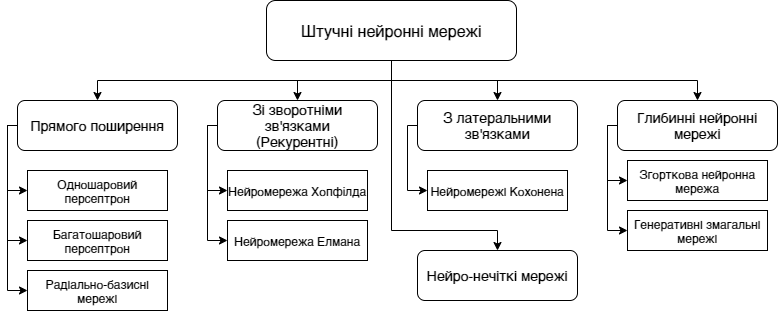 Штучні нейронні мережі
Прямого поширення
Одношаровий
персептрон
Багатошаровий
персептрон
Радіально-базисні
мережі
Зі зворотніми
зв'язками
(Рекурентні)
Нейромережа Хопфілда
Нейромережа Елмана
З латеральними
зв'язками
Нейромережі Кохонена
Нейро-нечіткі мережі
Глибинні нейронні
мережі
Згорткова нейронна
мережа
Генеративні змагальні
мережі